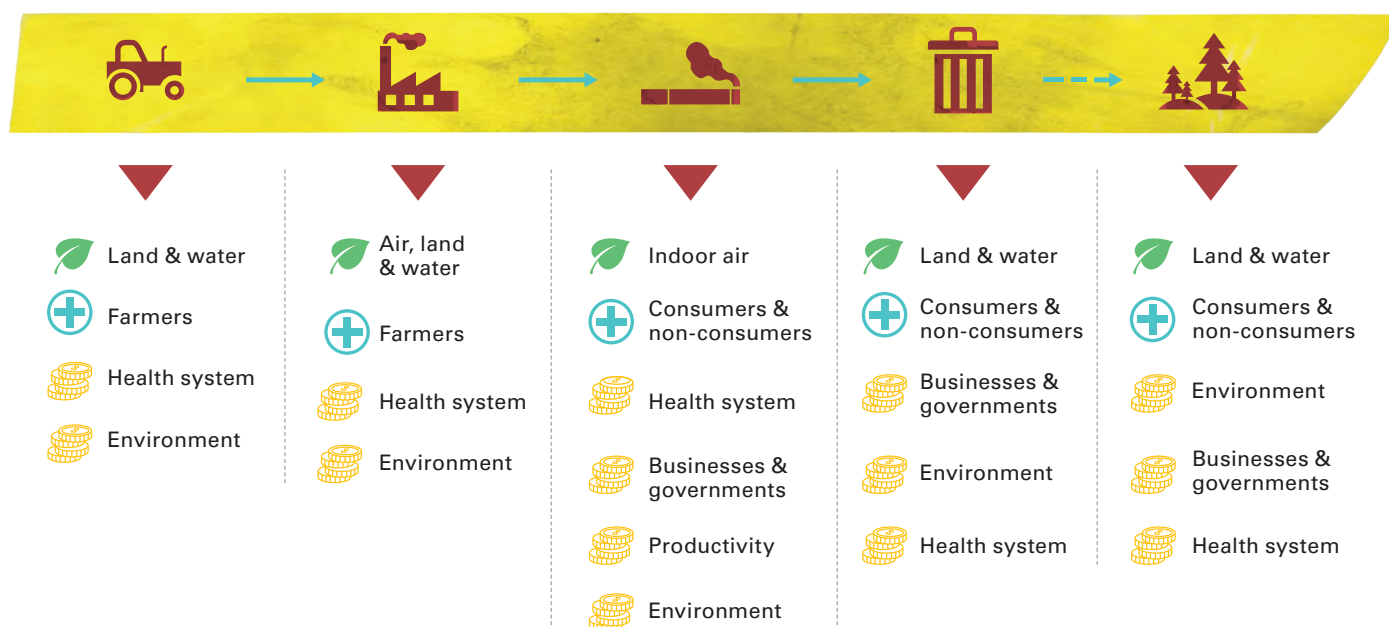 Land & water
Farmers
Health system
Environment
Air, land
& water
Farmers
Health system
Environment
Indoor air
Consumers &
non-consumers
Health system
Businesses &
governments
Productivity
Environment
Land & water
Consumers &
non-consumers
Businesses &
governments
Environment
Health system
Land & water
Consumers &
non-consumers
Environment
Businesses &
governments
Health system